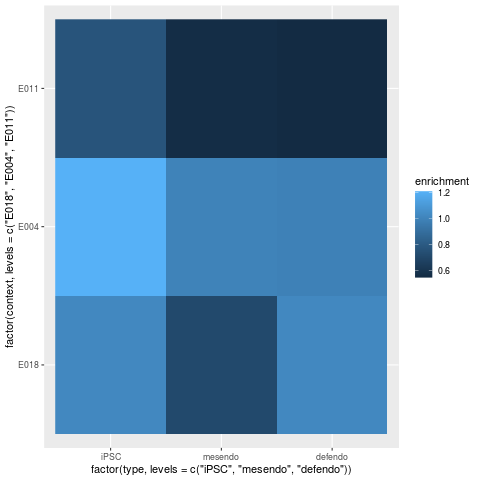 factor(context, levels = c("E018", "E004", "E011"))
E011
E004
E018
iPSC
mesendo
defendo
factor(type, levels = c("iPSC", "mesendo", "defendo"))
enrichment
1.2
1.0
0.8
0.6